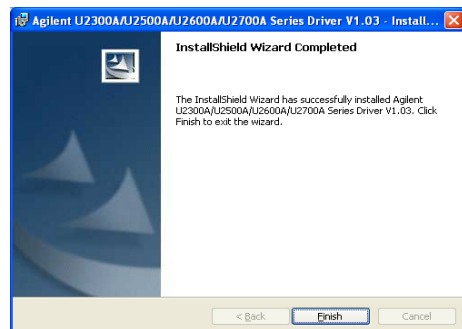 Agilent U2300A/U2500A/U2600A/U2700A Series Driver V1.03 - Install...
InstallShield Wizard Completed
The InstallShield Wizard has successfully installed Agilent
U2300A/U2500A/U2600A/U2700A Series Driver V1.03. Click
Finish to exit the wizard.
< Back Finish Cancel